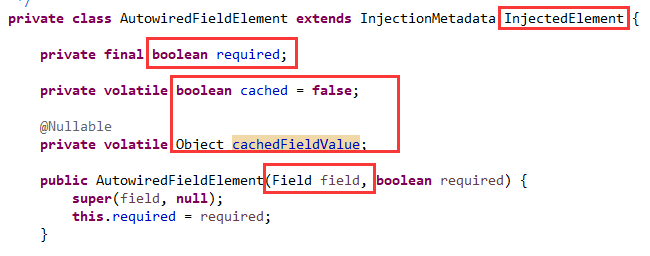 */
private class AutowiredFieldElement extends InjectionMetadata.InjectedElement {
private final boolean required;
private volatile boolean cached = false;
@Nullable
private volatile Object cachedFieldValue;
public AutowiredFieldElement(Field field, boolean required) {
super(field, null);
this.required = required;
}